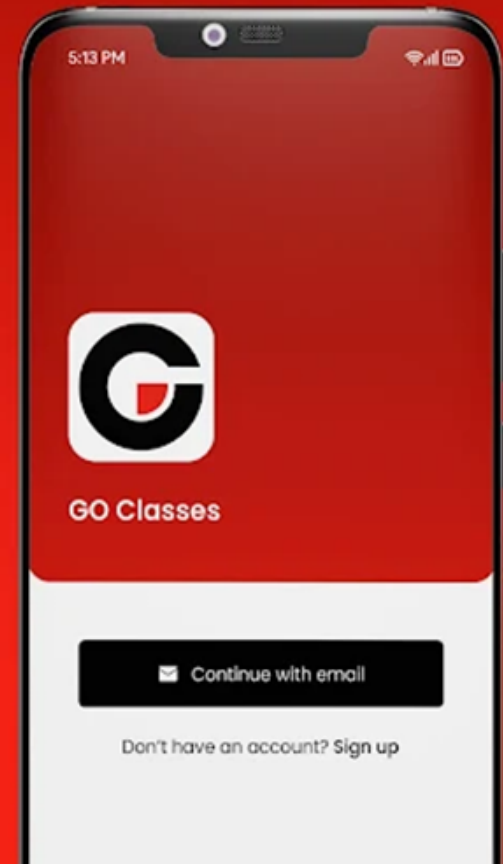 5:13 PM
GO Classes
Continue with email
Don't have an account? Sign up